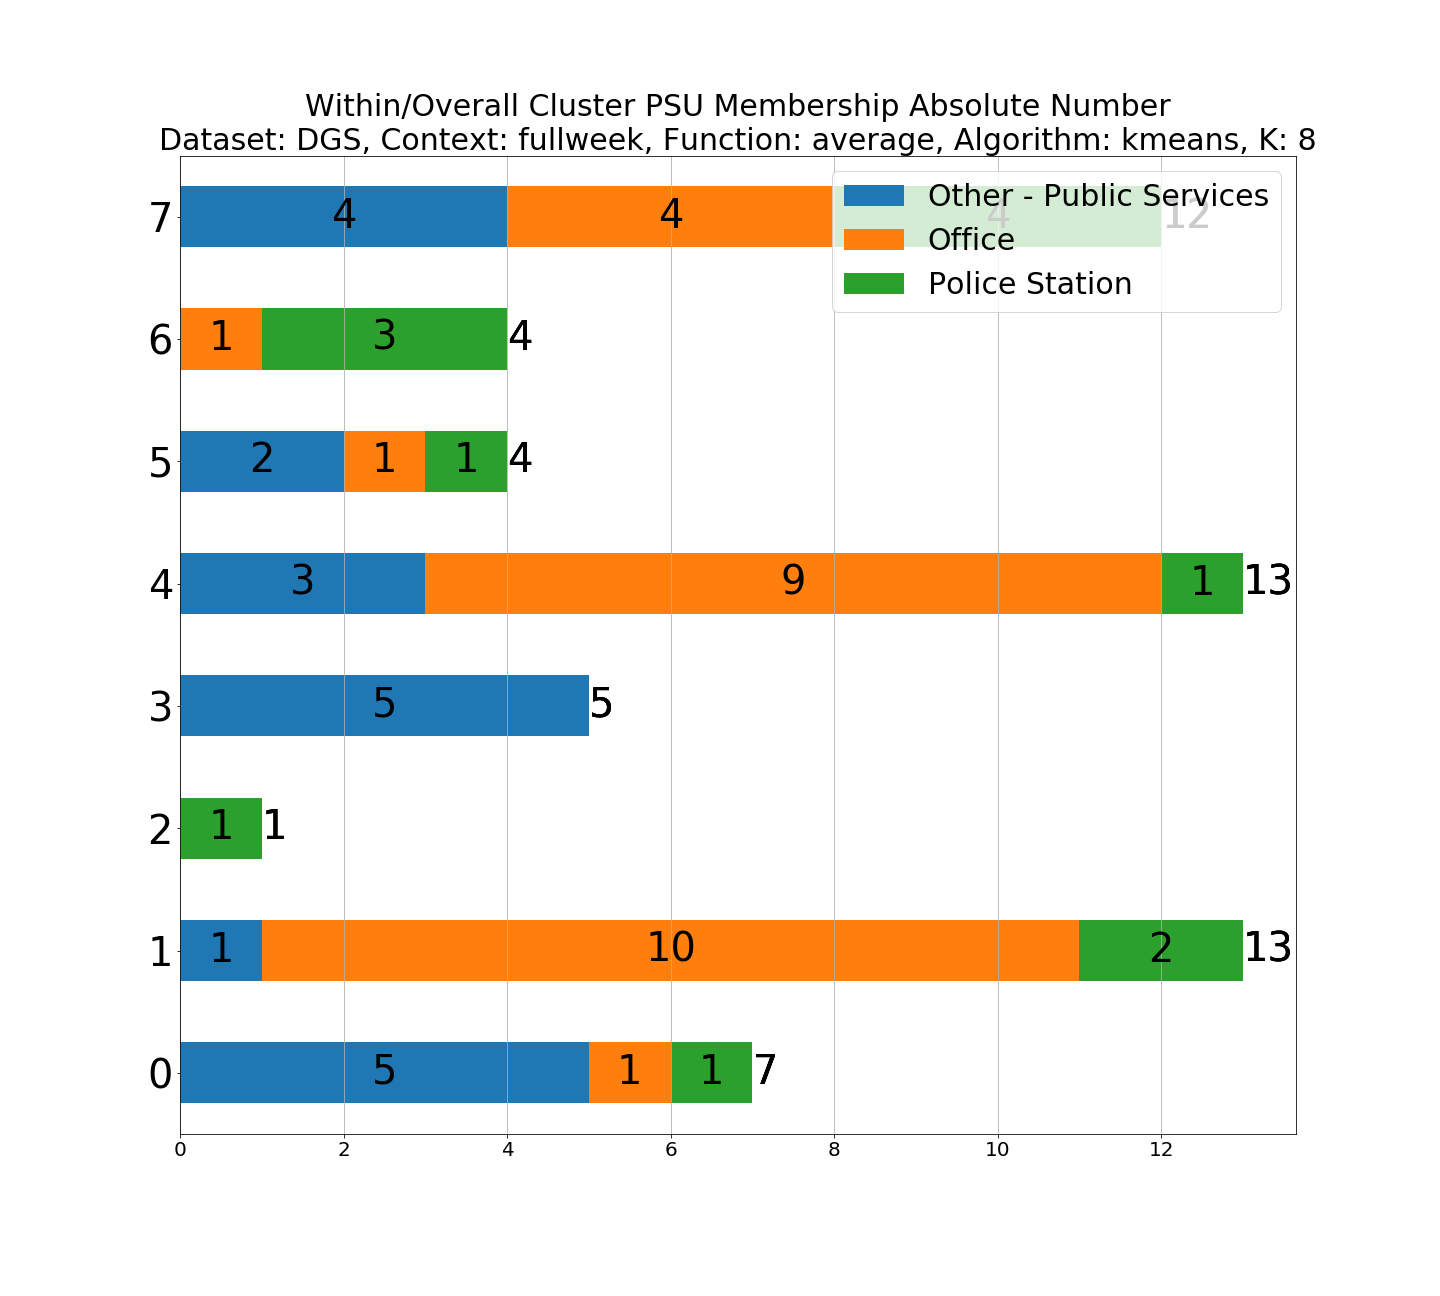 Within/Overall Cluster PSU Membership Absolute Number
Dataset: DGS, Context: fullweek, Function: average, Algorithm: kmeans, K: 8
Other - Public Services
Office
Police Station
7 4 4 4 12
6 1 3 4
5 2 1 1 4
4 3 9 1 13
3 5 5
2 1 1
1 1 10 2 13
0 5 1 1 7
0 2 4 6 8 10 12